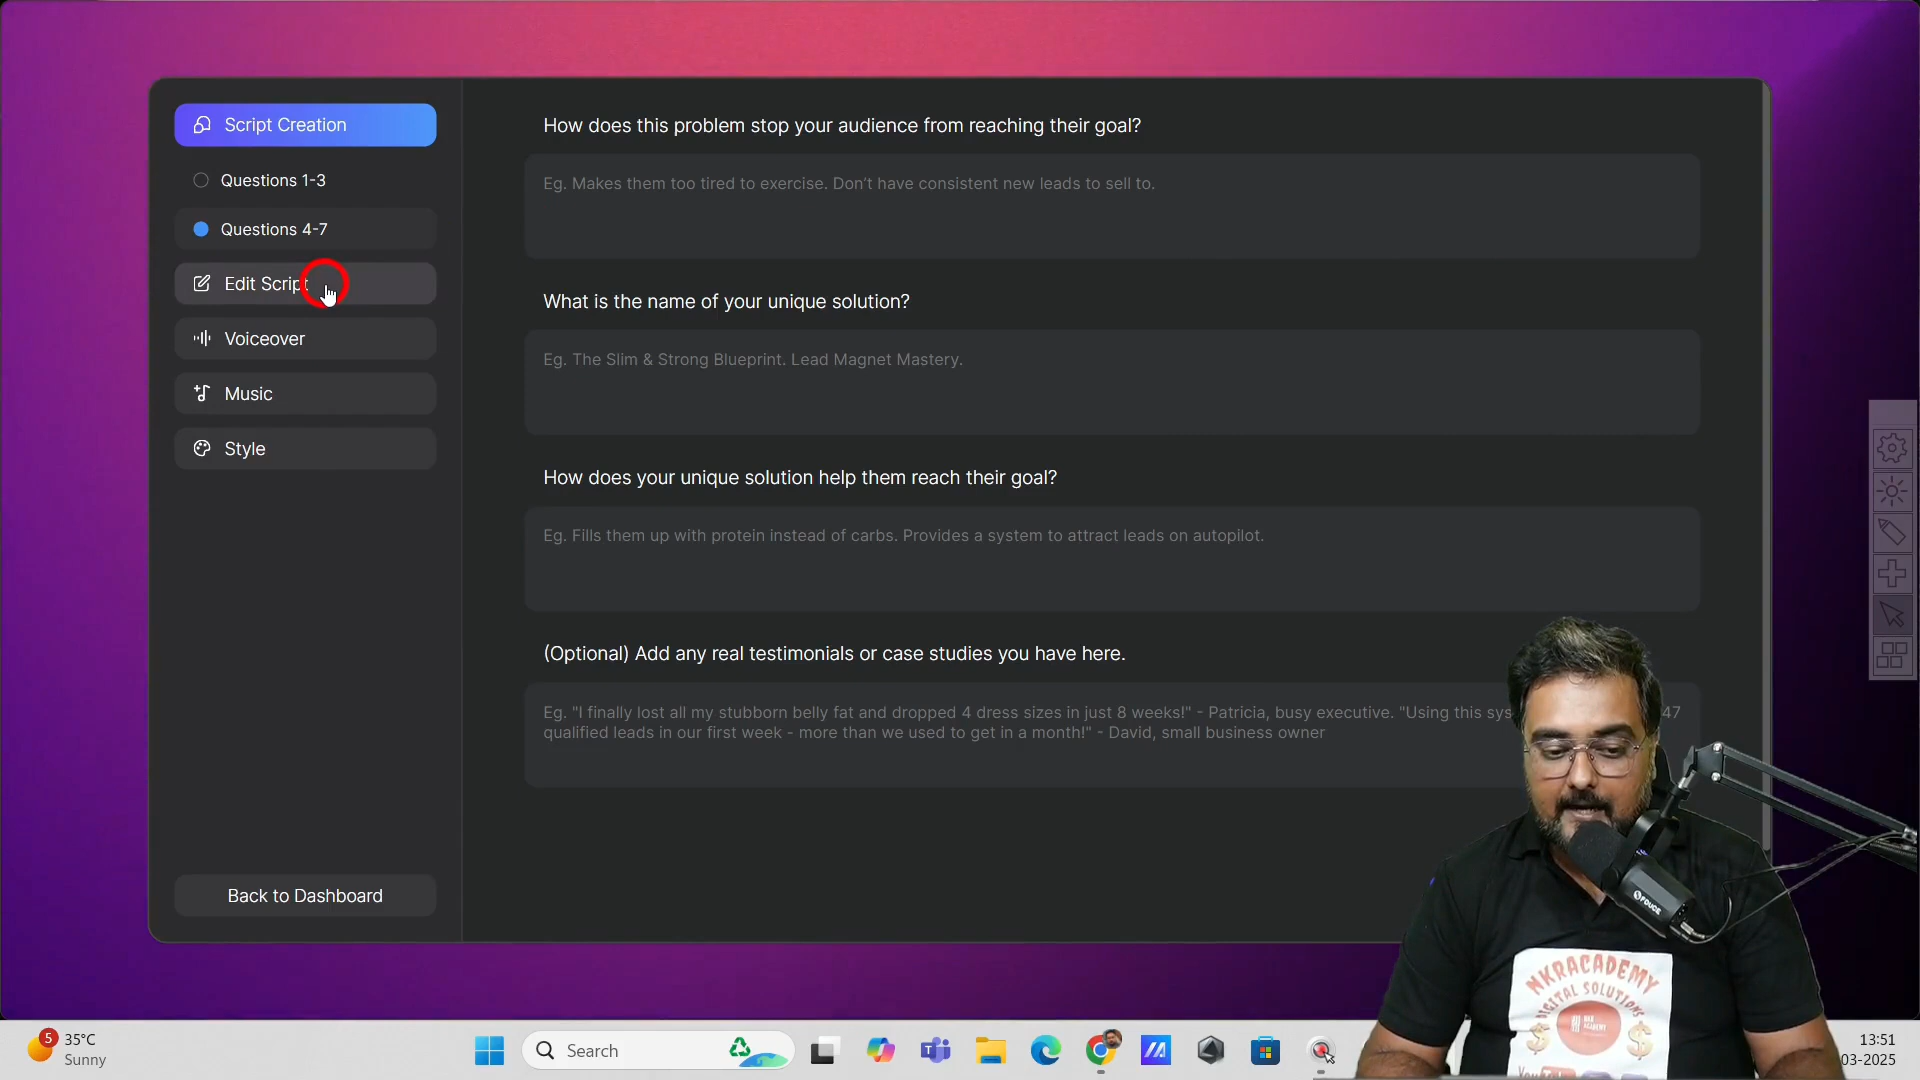 Script Creation
Questions 1-3
Questions 4-7
Edit Script
Voiceover
Music
Style
Back to Dashboard
How does this problem stop your audience from reaching their goal?
Eg. Makes them too tired to exercise. Don't have consistent new leads to sell to.
What is the name of your unique solution?
Eg. The Slim & Strong Blueprint. Lead Magnet Mastery.
How does your unique solution help them reach their goal?
Eg. Fills them up with protein instead of carbs. Provides a system to attract leads on autopilot.
(Optional) Add any real testimonials or case studies you have here.
Eg. "I finally lost all my stubborn belly fat and dropped 4 dress sizes in just 8 weeks!" - Patricia, busy executive. "Using this sys 47
qualified leads in our first week - more than we used to get in a month!" - David, small business owner
FDUCE
NKRACADEMY
DIGITAL SOLUTIONS
NKR
ACADEMY
5
35°C
Sunny
Search
13:51
03-2025